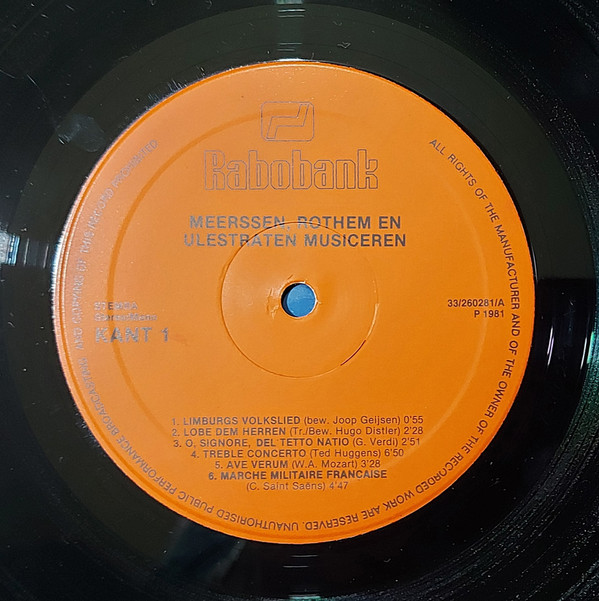 Rabobank
MEERSSEN, ROTHEM EN
ULESTRATEN MUSICEREN
STEREO
KANT 1
33/260281/A
P 1981
1. LIMBURGS VOLKSLIED (bew. Joop Geijsen) 0'55
2. LOBE DEM HERREN (Tr./Bew. Hugo Distler) 2'28
3. O, SIGNORE, DEL TETTO NATIO (G. Verdi) 2'51
4. TREBLE CONCERTO (Ted Huggens) 6'50
5. AVE VERUM (W.A. Mozart) 3'28
6. MARCHE MILITAIRE FRANCAISE
(C. Saint Saëns) 4'47
ALL RIGHTS OF THE MANUFACTURER AND OF THE OWNER OF THE RECORDED WORK ARE RESERVED. UNAUTHORISED PUBLIC PERFORMANCE BROADCASTING AND COPYING OF THIS RECORD PROHIBITED